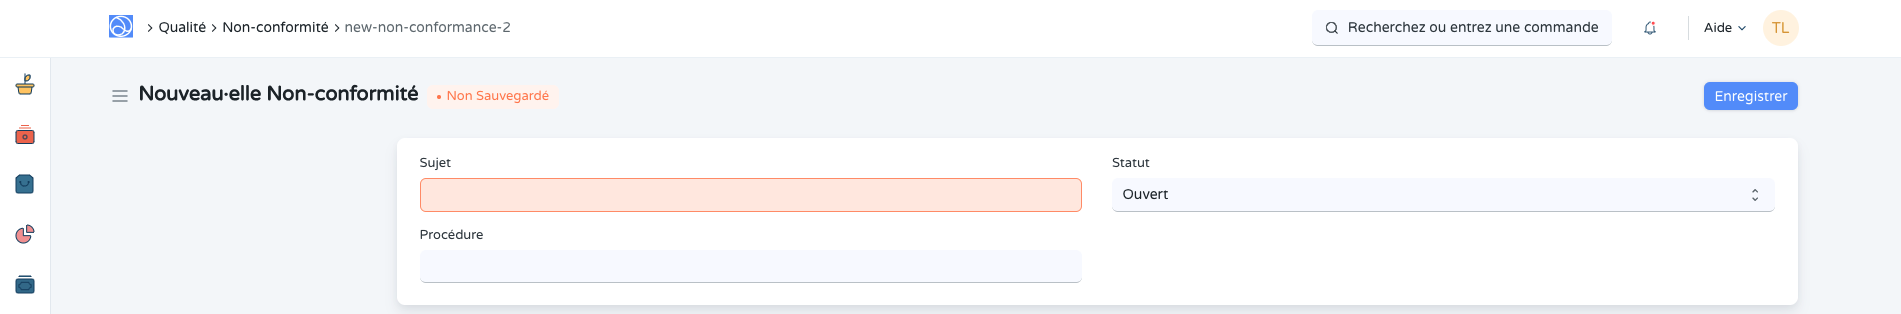 Qualité > Non-conformité > new-non-conformance-2
Recherchez ou entrez une commande
Aide
TL
Nouveau·elle Non-conformité
• Non Sauvegardé
Enregistrer
Sujet
Statut
Ouvert
Procédure